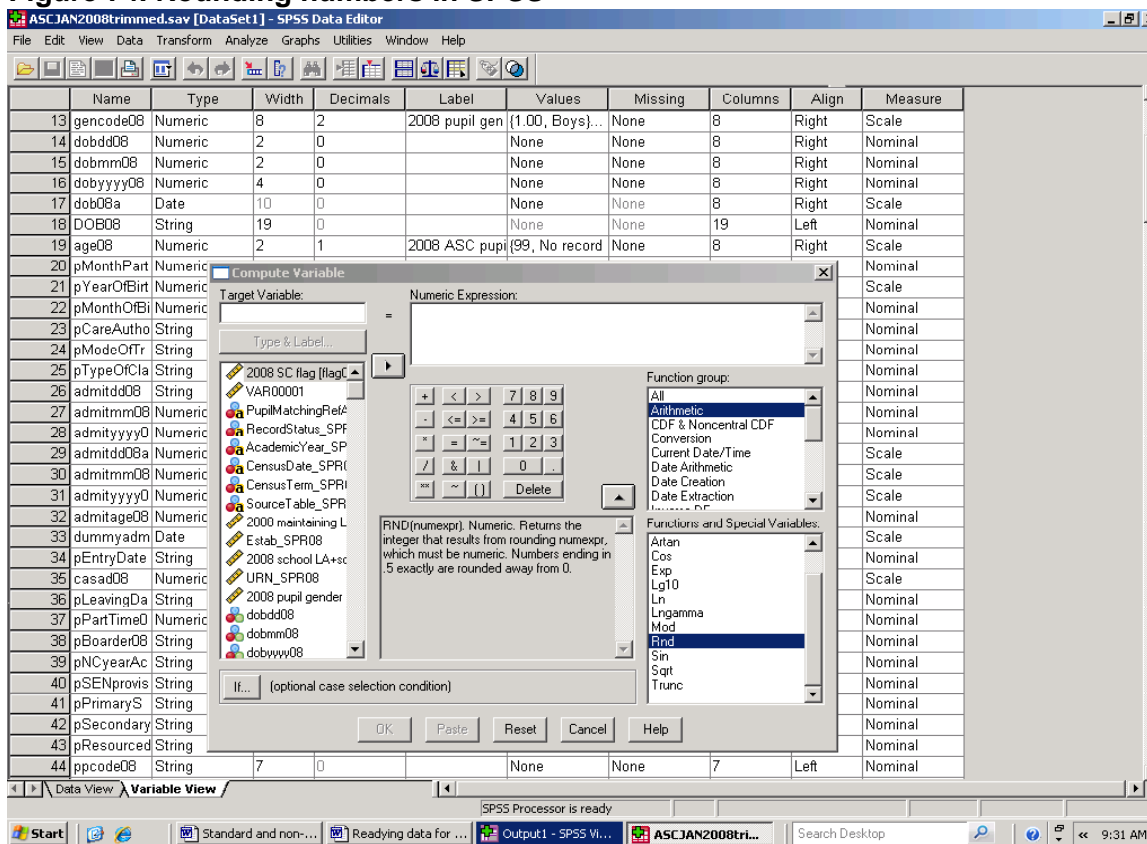 ASCJAN2008trimmed.sav [DataSet1] - SPSS Data Editor
File Edit View Data Transform Analyze Graphs Utilities Window Help
Name Type Width Decimals Label Values Missing Columns Align Measure
13 gencode08 Numeric 8 2 2008 pupil gen {1.00, Boys}... None 8 Right Scale
14 dobdd08 Numeric 2 0 None None 8 Right Nominal
15 dobmm08 Numeric 2 0 None None 8 Right Nominal
16 dobyyyy08 Numeric 4 0 None None 8 Right Nominal
17 dob08a Date 10 0 None None 8 Right Scale
18 DOB08 String 19 0 None None 19 Left Nominal
19 age08 Numeric 2 1 2008 ASC pupi {99, No record None 8 Right Scale
20 pMonthPart Numeric Nominal
21 pYearOfBirt Numeric Scale
22 pMonthOfBi Numeric Nominal
23 pCareAutho String Nominal
24 pModeOfTr String Nominal
25 pTypeOfCla String Nominal
26 admitdd08 String Nominal
27 admitmm08 Numeric Nominal
28 admityyyy0 Numeric Nominal
29 admitdd08a Numeric Scale
30 admitmm08 Numeric Scale
31 admityyyy0 Numeric Scale
32 admitage08 Numeric Nominal
33 dummyadm Date Scale
34 pEntryDate String Nominal
35 casad08 Numeric Scale
36 pLeavingDa String Nominal
37 pPartTime0 Numeric Nominal
38 pBoarder08 String Nominal
39 pNCyearAc String Nominal
40 pSENprovis String Nominal
41 pPrimaryS String Nominal
42 pSecondary String Nominal
43 pResourced String Nominal
44 ppcode08 String 7 0 None None 7 Left Nominal
Compute Variable
Target Variable:
=
Numeric Expression:
Type & Label...
2008 SC flag [flag
VAR00001
PupilMatchingRefA
RecordStatus_SPF
AcademicYear_SP
CensusDate_SPR
CensusTerm_SPR
SourceTable_SPR
2000 maintaining L
Estab_SPR08
2008 school LA+sc
URN_SPR08
2008 pupil gender
dobdd08
dobmm08
dobyyyy08
+ < > 7 8 9
- <= >= 4 5 6
* = ~= 1 2 3
/ & | 0 .
** ~ () Delete
Function group:
All
Arithmetic
CDF & Noncentral CDF
Conversion
Current Date/Time
Date Arithmetic
Date Creation
Date Extraction
RND(numexpr). Numeric. Returns the
integer that results from rounding numexpr,
which must be numeric. Numbers ending in
.5 exactly are rounded away from 0.
Functions and Special Variables:
Artan
Cos
Exp
Lg10
Ln
Lngamma
Mod
Rnd
Sin
Sqrt
Trunc
If... (optional case selection condition)
OK Paste Reset Cancel Help
Data View Variable View
SPSS Processor is ready
Start Standard and non-... Readying data for ... Output1 - SPSS Vi... ASCJAN2008tri... Search Desktop 9:31 AM